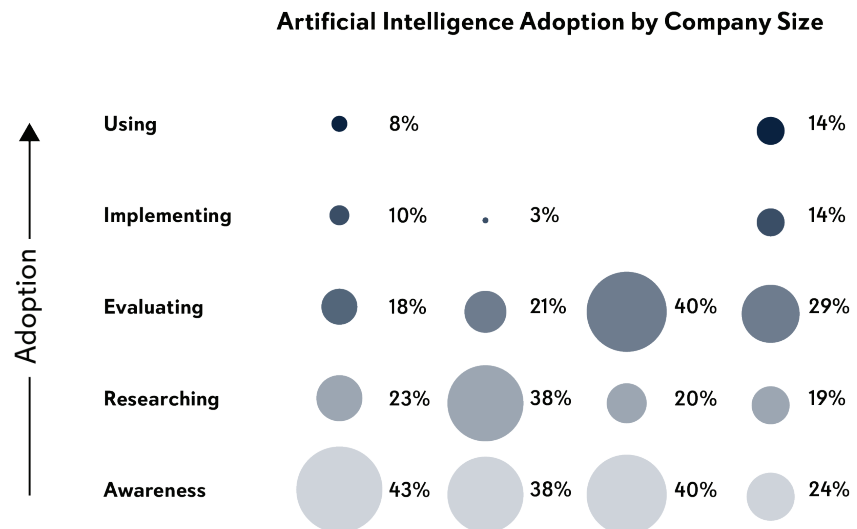 Artificial Intelligence Adoption by Company Size
Using 8% 14%
Implementing 10% 3% 14%
Evaluating 18% 21% 40% 29%
Researching 23% 38% 20% 19%
Awareness 43% 38% 40% 24%
Adoption